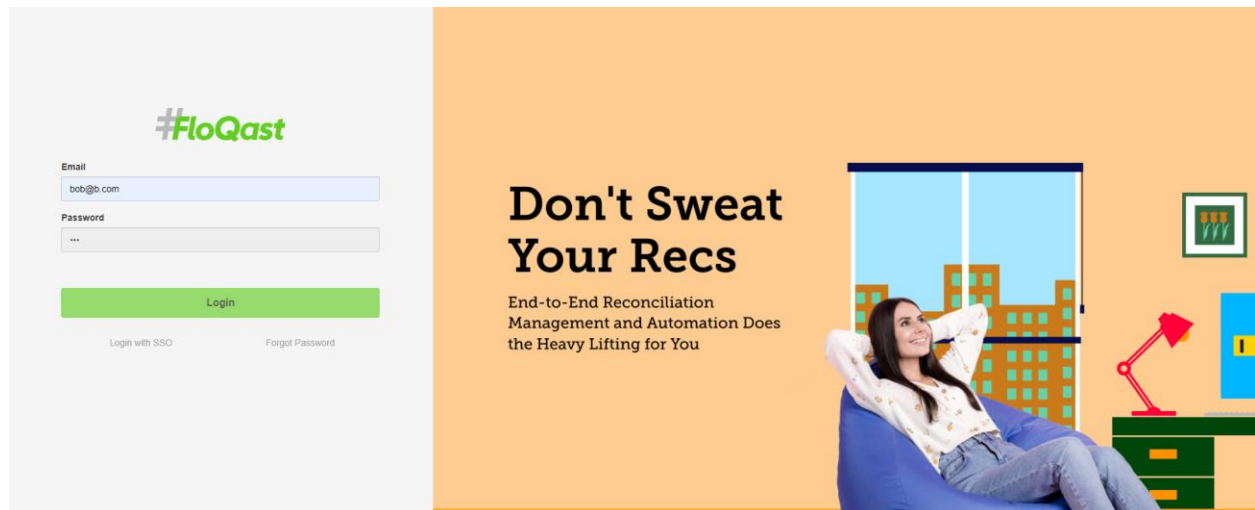 #FloQast
Email
bob@b.com
Password
•••
Login
Login with SSO
Forgot Password
Don't Sweat
Your Recs
End-to-End Reconciliation
Management and Automation Does
the Heavy Lifting for You